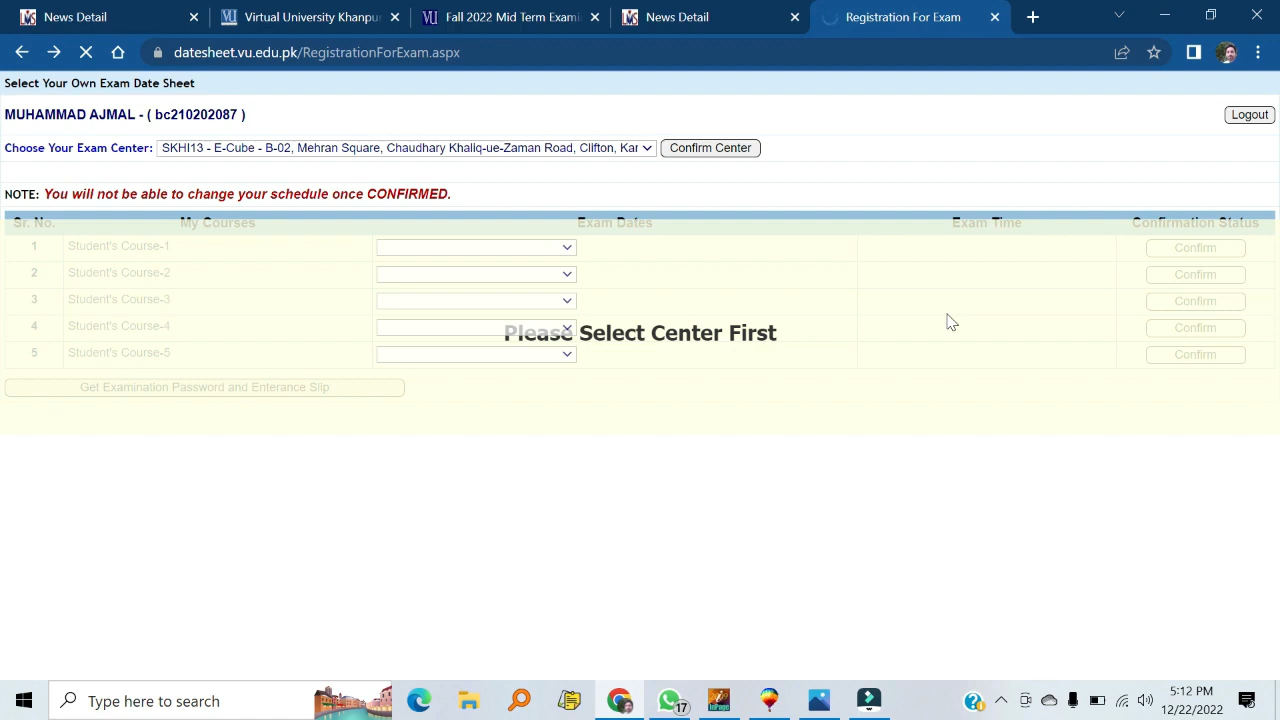 News Detail
Virtual University Khanpu
Fall 2022 Mid Term Exami
News Detail
Registration For Exam
datesheet.vu.edu.pk/RegistrationForExam.aspx
Select Your Own Exam Date Sheet
MUHAMMAD AJMAL - ( bc210202087 )
Logout
Choose Your Exam Center: SKHI13 - E-Cube - B-02, Mehran Square, Chaudhary Khaliq-ue-Zaman Road, Clifton, Kar Confirm Center
NOTE: You will not be able to change your schedule once CONFIRMED.
Sr. No. My Courses Exam Dates Exam Time Confirmation Status
1 Student's Course-1 Confirm
2 Student's Course-2 Confirm
3 Student's Course-3 Confirm
4 Student's Course-4 Confirm
Please Select Center First
5 Student's Course-5 Confirm
Get Examination Password and Enterance Slip
Type here to search
17
5:12 PM
12/22/2022